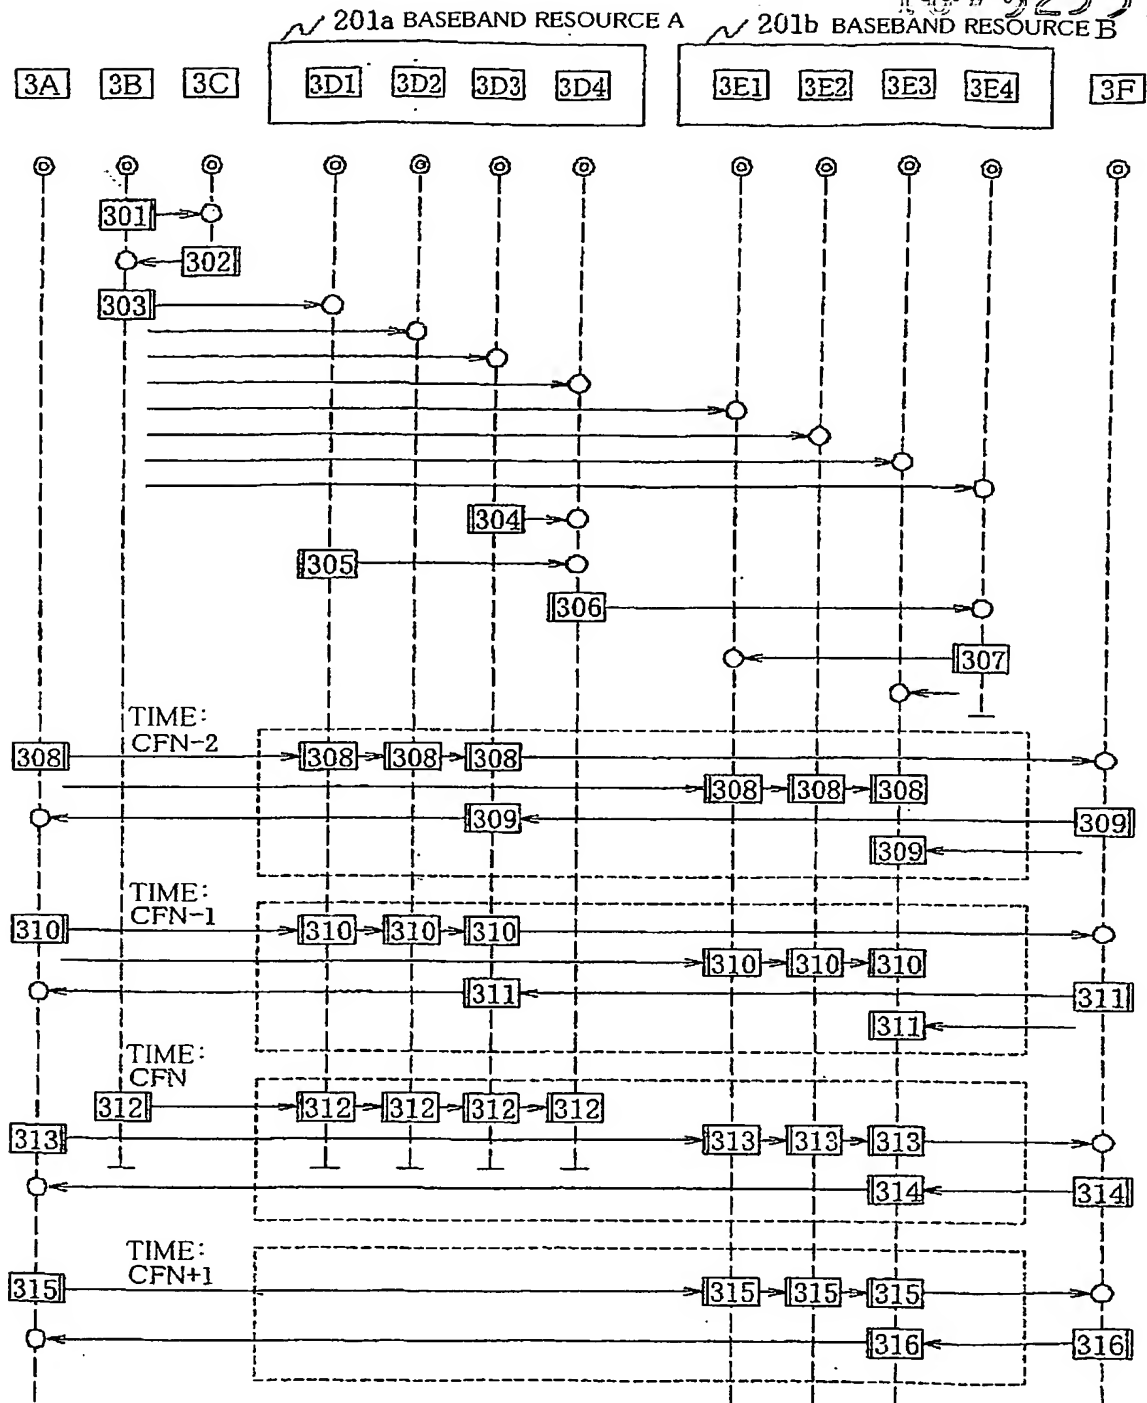 201a BASEBAND RESOURCE A
201b BASEBAND RESOURCE B
3A 3B 3C 3D1 3D2 3D3 3D4 3E1 3E2 3E3 3E4 3F
301
302
303
304
305
306
307
TIME:
CFN-2
308 308 308 308
308 308 308
309 309
309
TIME:
CFN-1
310 310 310 310
310 310 310
311 311
311
TIME:
CFN
312 312 312 312 312
313 313 313 313
314 314
TIME:
CFN+1
315 315 315 315
316 316